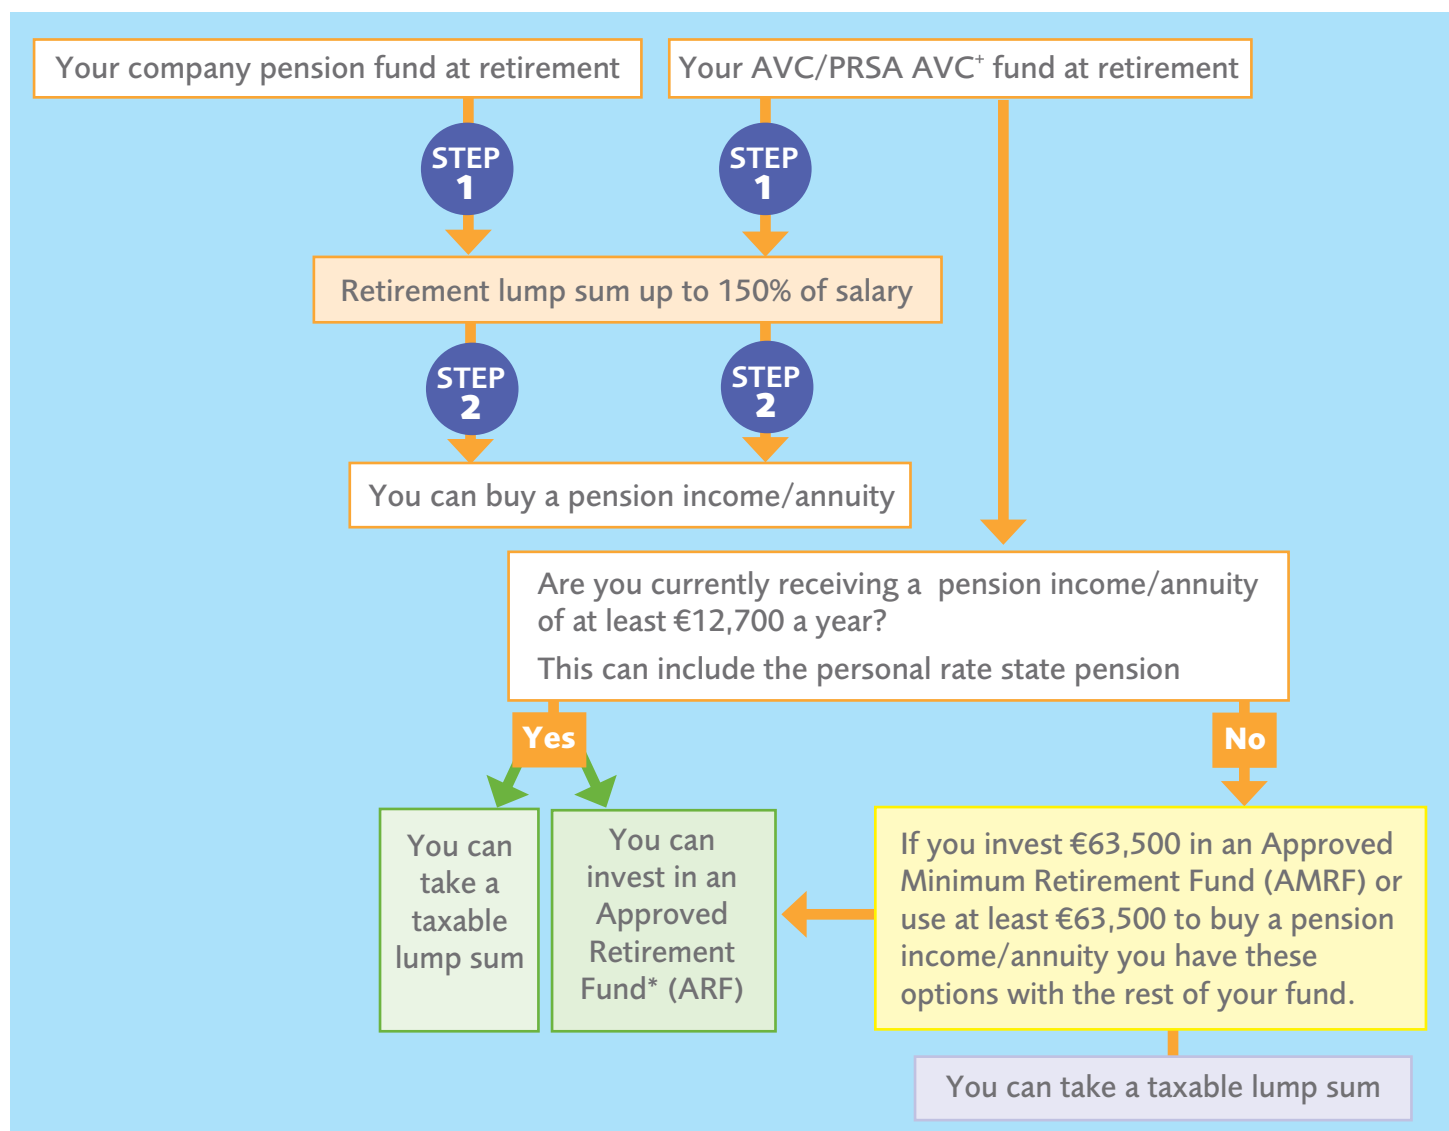 Your company pension fund at retirement
Your AVC/PRSA AVC+ fund at retirement
STEP
1
STEP
1
Retirement lump sum up to 150% of salary
STEP
2
STEP
2
You can buy a pension income/annuity
Are you currently receiving a pension income/annuity
of at least €12,700 a year?
This can include the personal rate state pension
Yes
No
You can
take a
taxable
lump sum
You can
invest in an
Approved
Retirement
Fund* (ARF)
If you invest €63,500 in an Approved
Minimum Retirement Fund (AMRF) or
use at least €63,500 to buy a pension
income/annuity you have these
options with the rest of your fund.
You can take a taxable lump sum